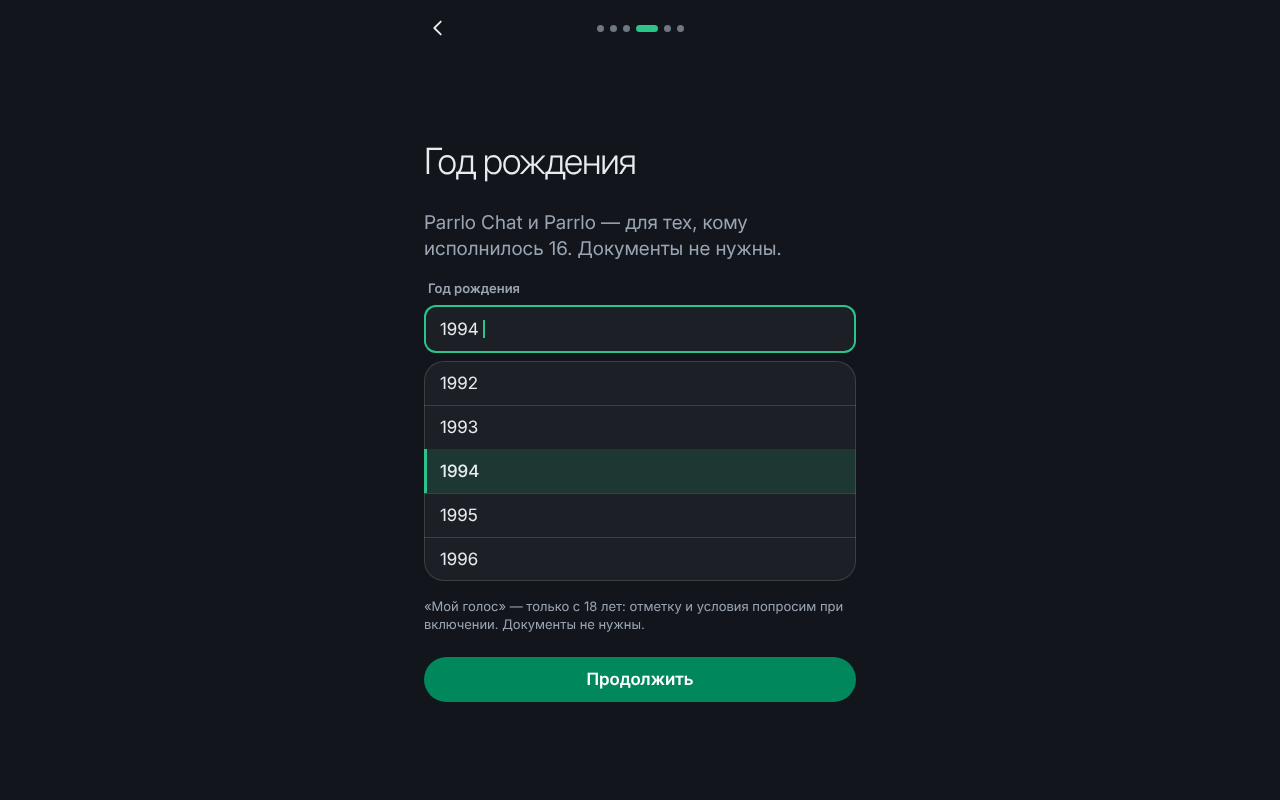 Год рождения
Parrlo Chat и Parrlo — для тех, кому
исполнилось 16. Документы не нужны.
Год рождения
1994
1992
1993
1994
1995
1996
«Мой голос» — только с 18 лет: отметку и условия попросим при
включении. Документы не нужны.
Продолжить